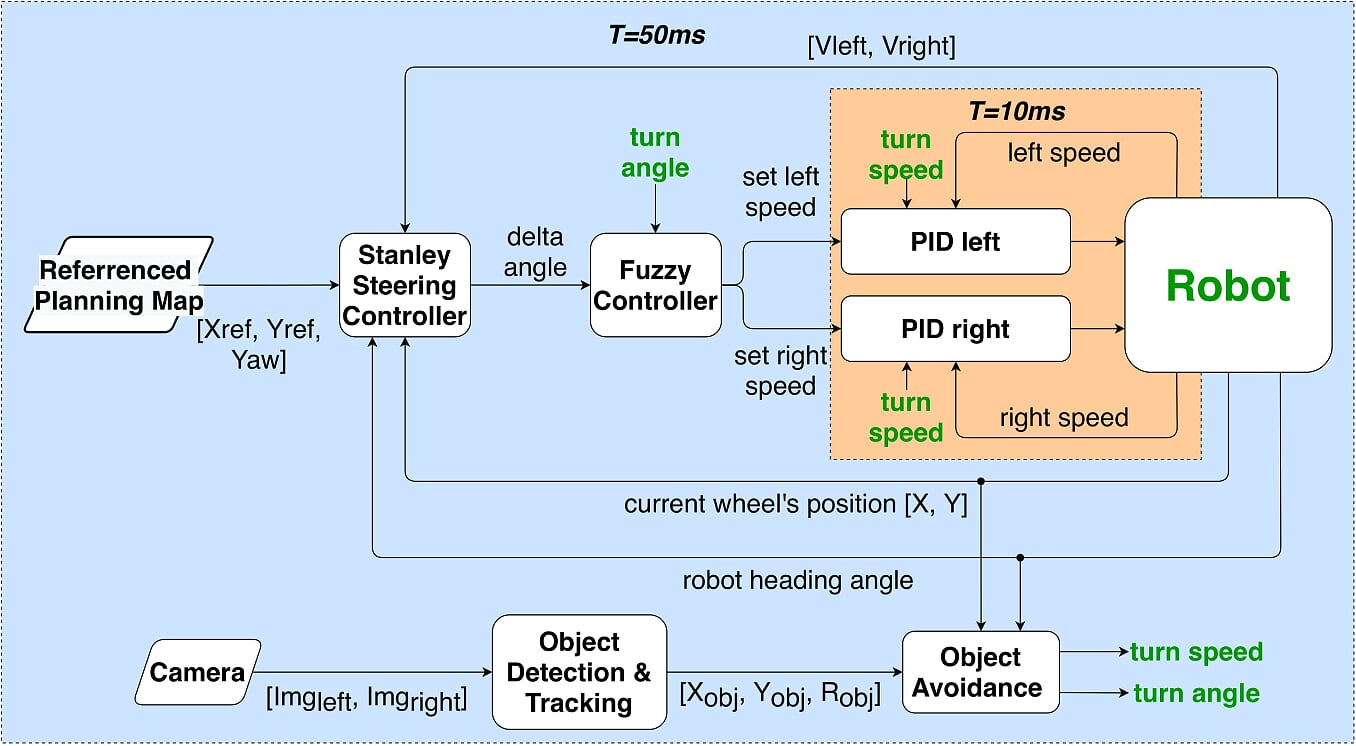 T=50ms
[Vleft, Vright]
T=10ms
turn
angle
turn
speed
left speed
set left
speed
delta
angle
Referrenced
Planning Map
[Xref, Yref,
Yaw]
Stanley
Steering
Controller
Fuzzy
Controller
PID left
PID right
Robot
set right
speed
turn
speed
right speed
current wheel's position [X, Y]
robot heading angle
Camera
[Imgleft, Imgright]
Object
Detection &
Tracking
[Xobj, Yobj, Robj]
Object
Avoidance
turn speed
turn angle